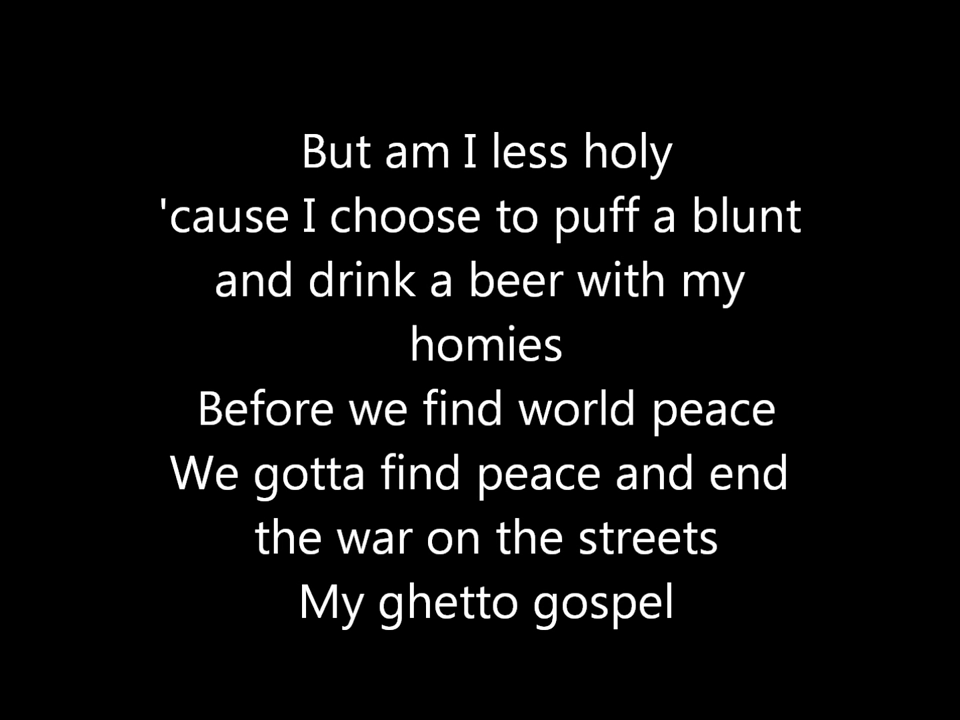 But am I less holy
'cause I choose to puff a blunt
and drink a beer with my
homies
Before we find world peace
We gotta find peace and end
the war on the streets
My ghetto gospel